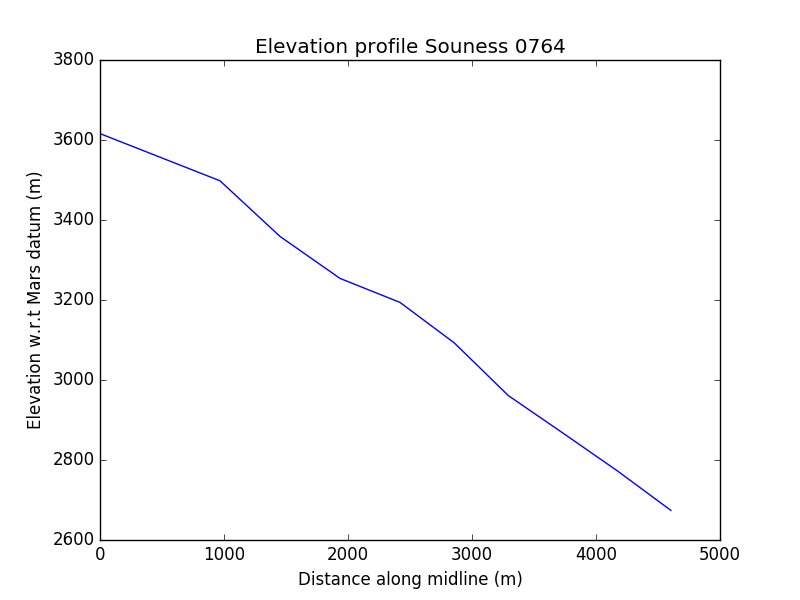 Elevation profile Souness 0764
3800
3600
3400
3200
3000
2800
2600
Elevation w.r.t Mars datum (m)
0 1000 2000 3000 4000 5000
Distance along midline (m)